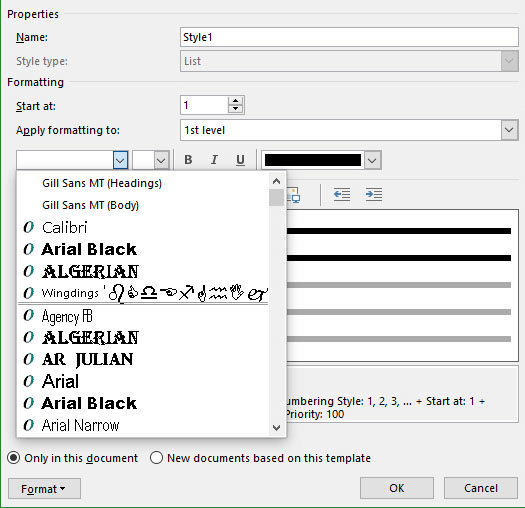 Properties
Name: Style1
Style type: List
Formatting
Start at: 1
Apply formatting to: 1st level
B I U
Gill Sans MT (Headings)
Gill Sans MT (Body)
O Calibri
O Arial Black
O ALGERIAN
O Wingdings
O Agency FB
O ALGERIAN
O AR JULIAN
O Arial
O Arial Black
O Arial Narrow
umbering Style: 1, 2, 3, ... + Start at: 1 +
Priority: 100
Only in this document New documents based on this template
Format OK Cancel